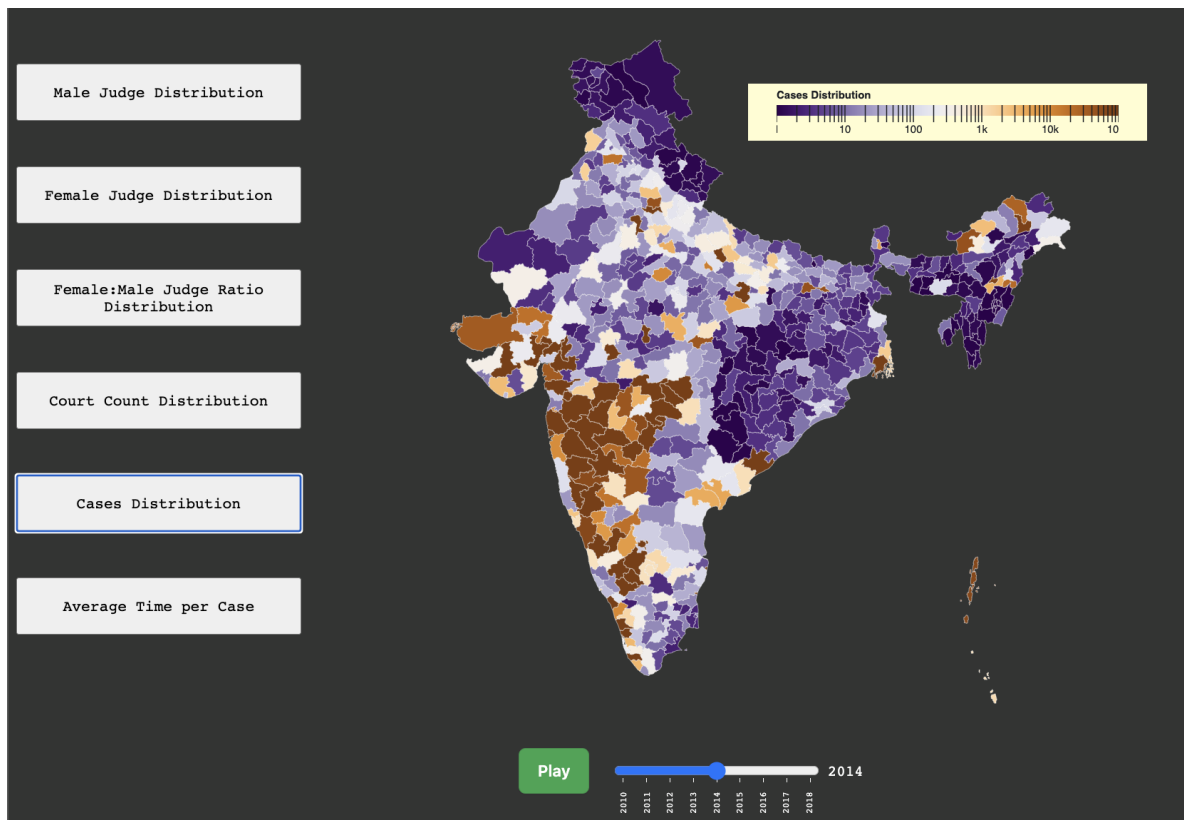 Male Judge Distribution
Female Judge Distribution
Female:Male Judge Ratio
Distribution
Court Count Distribution
Cases Distribution
Average Time per Case
Cases Distribution
10 100 1k 10k 10
Play
2014
2010 2011 2012 2013 2014 2015 2016 2017 2018